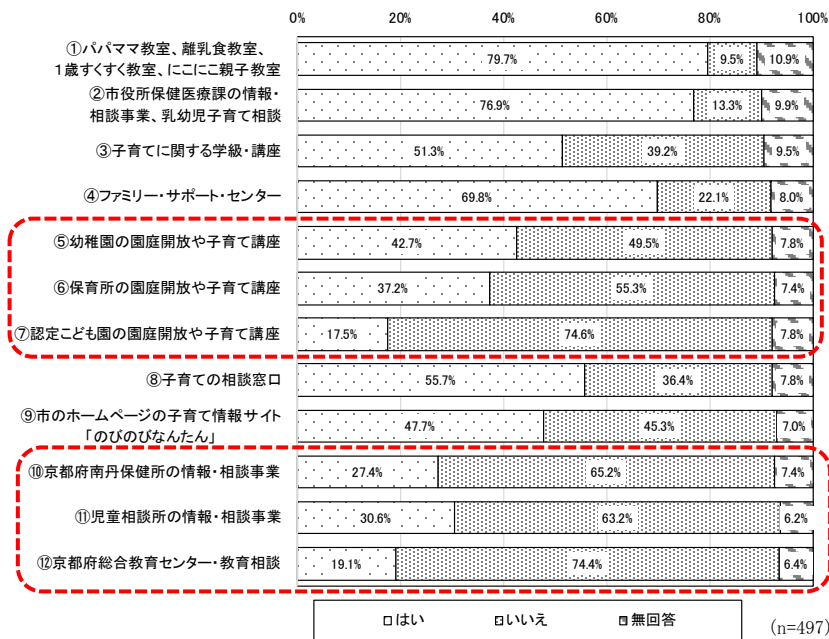 0% 20% 40% 60% 80% 100%
①パパママ教室、離乳食教室、
1歳すくすく教室、にこにこ親子教室
79.7% 9.5% 10.9%
②市役所保健医療課の情報・
相談事業、乳幼児子育て相談
76.9% 13.3% 9.9%
③子育てに関する学級・講座
51.3% 39.2% 9.5%
④ファミリー・サポート・センター
69.8% 22.1% 8.0%
⑤幼稚園の園庭開放や子育て講座
42.7% 49.5% 7.8%
⑥保育所の園庭開放や子育て講座
37.2% 55.3% 7.4%
⑦認定こども園の園庭開放や子育て講座
17.5% 74.6% 7.8%
⑧子育ての相談窓口
55.7% 36.4% 7.8%
⑨市のホームページの子育て情報サイト
「のびのびなんたん」
47.7% 45.3% 7.0%
⑩京都府南丹保健所の情報・相談事業
27.4% 65.2% 7.4%
⑪児童相談所の情報・相談事業
30.6% 63.2% 6.2%
⑫京都府総合教育センター・教育相談
19.1% 74.4% 6.4%
はい いいえ 無回答
(n=497)